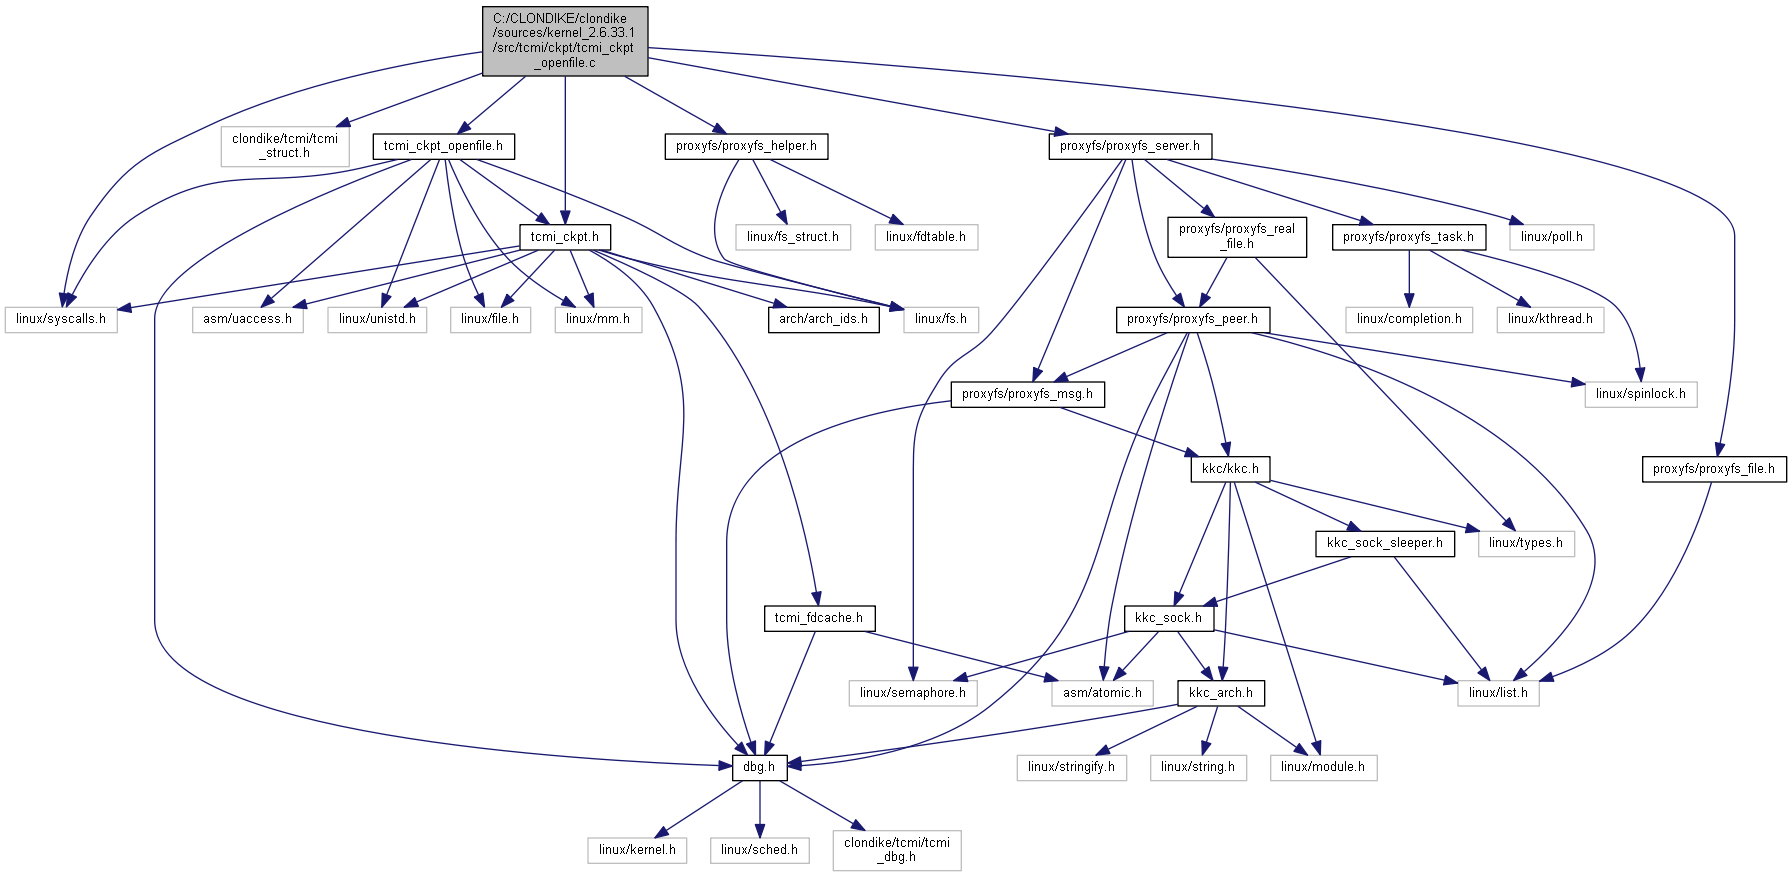 C:/CLONDIKE/clondike
/sources/kernel_2.6.33.1
/src/tcmi/ckpt/tcmi_ckpt
_openfile.c
clondike/tcmi/tcmi
_struct.h
tcmi_ckpt_openfile.h
proxyfs/proxyfs_helper.h
proxyfs/proxyfs_server.h
tcmi_ckpt.h
linux/fs_struct.h
linux/fdtable.h
proxyfs/proxyfs_real
_file.h
proxyfs/proxyfs_task.h
linux/poll.h
linux/syscalls.h
asm/uaccess.h
linux/unistd.h
linux/file.h
linux/mm.h
arch/arch_ids.h
linux/fs.h
proxyfs/proxyfs_peer.h
linux/completion.h
linux/kthread.h
proxyfs/proxyfs_msg.h
linux/spinlock.h
kkc/kkc.h
proxyfs/proxyfs_file.h
kkc_sock_sleeper.h
linux/types.h
tcmi_fdcache.h
kkc_sock.h
linux/semaphore.h
asm/atomic.h
kkc_arch.h
linux/list.h
dbg.h
linux/stringify.h
linux/string.h
linux/module.h
linux/kernel.h
linux/sched.h
clondike/tcmi/tcmi
_dbg.h